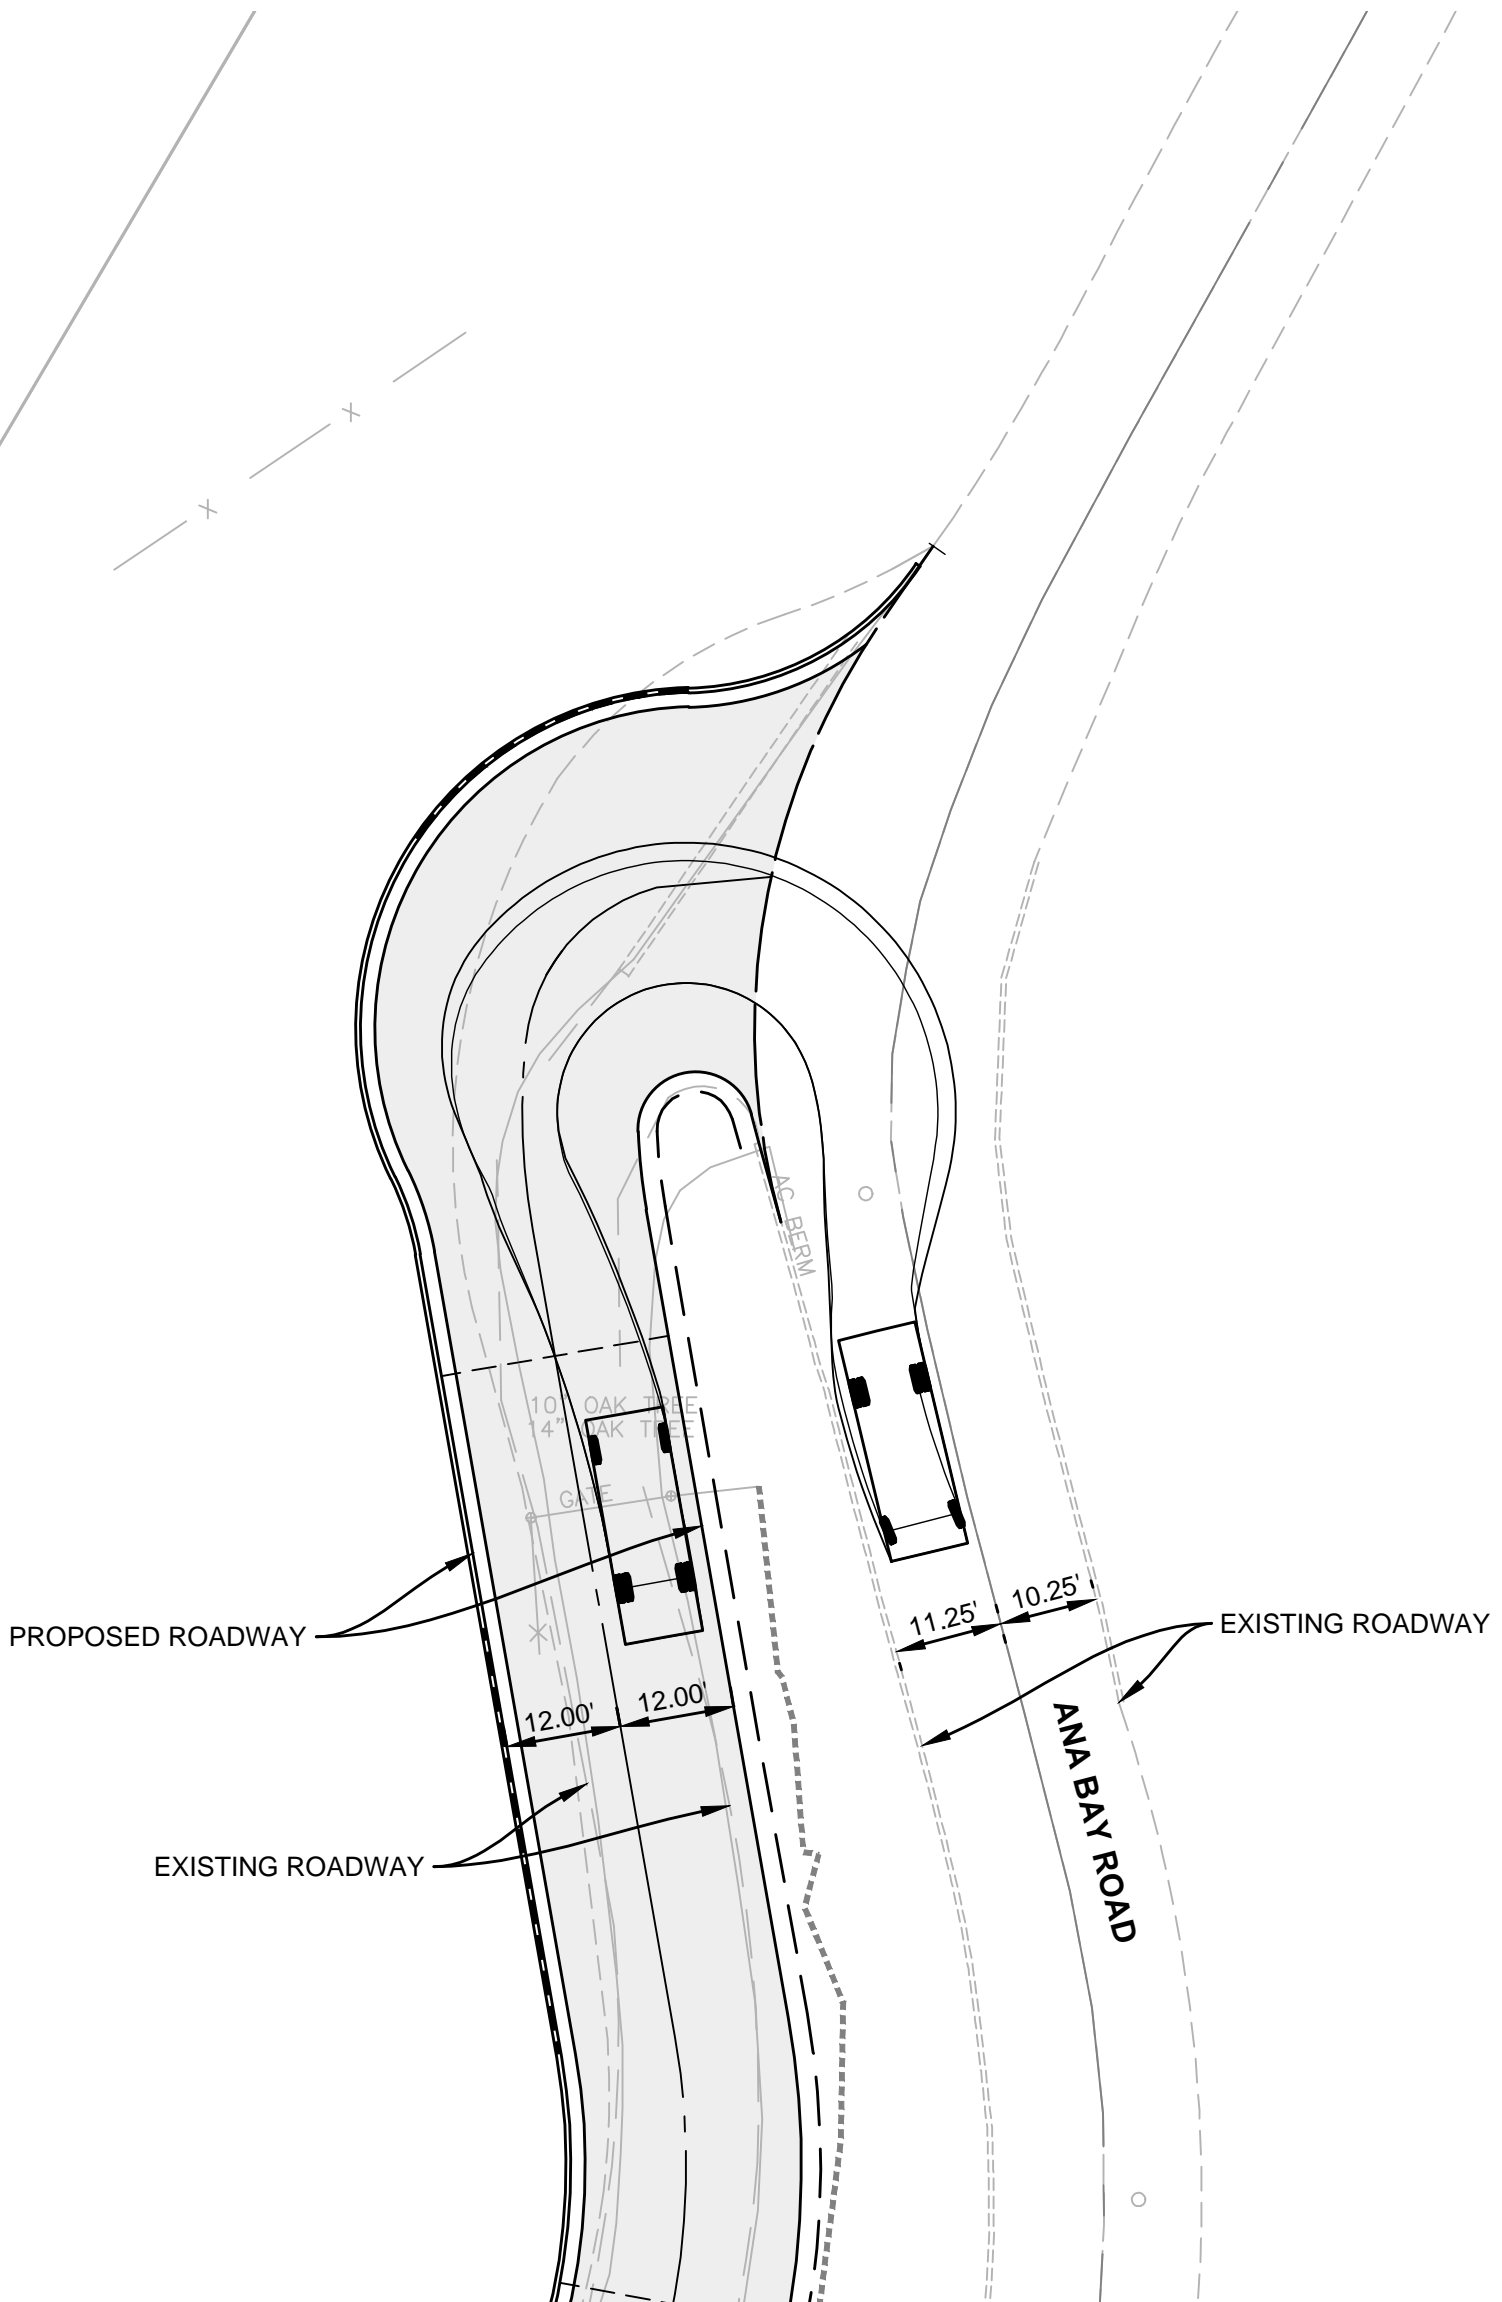 AC BERM
10" OAK TREE
14" OAK TREE
GATE
PROPOSED ROADWAY
11.25'
10.25'
EXISTING ROADWAY
12.00'
12.00'
ANA BAY ROAD
EXISTING ROADWAY